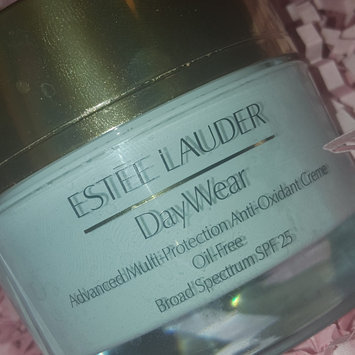 ESTEE LAUDER
DayWear
Advanced Multi-Protection Anti-Oxidant Creme
Oil-Free
Broad Spectrum SPF 25